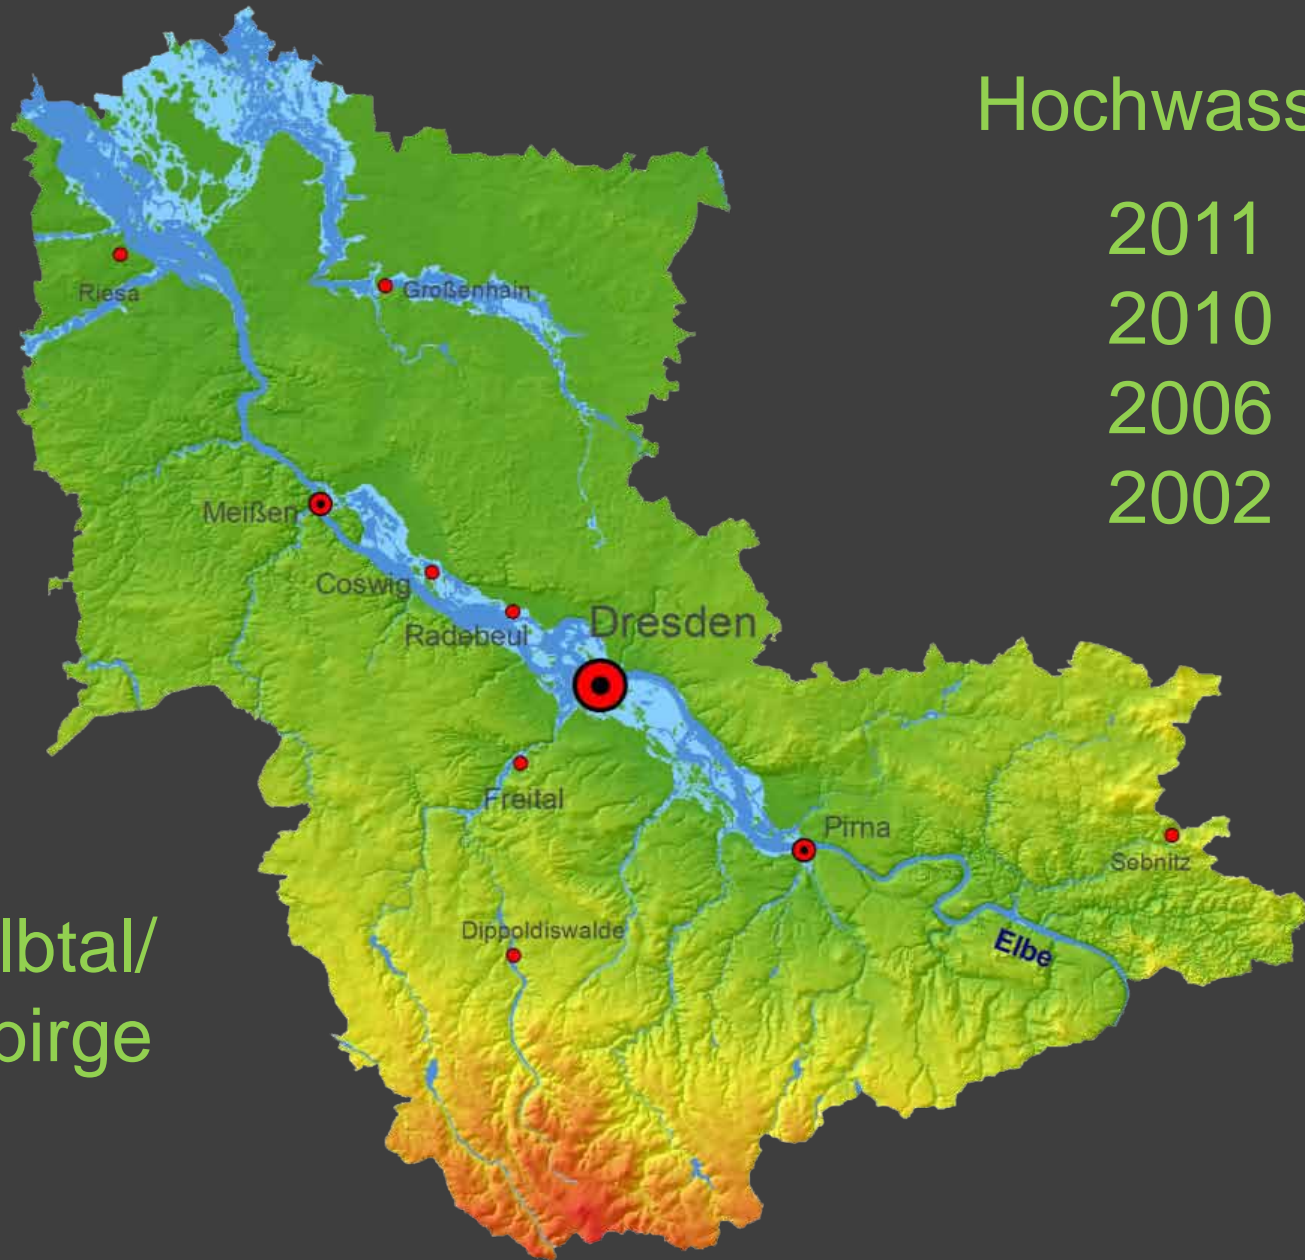 Hochwass
2011
2010
2006
2002
Riesa
Großenhain
Meißen
Coswig
Radebeul
Dresden
Freital
Pirna
Sebnitz
Dippoldiswalde
Elbe
lbtal/
birge